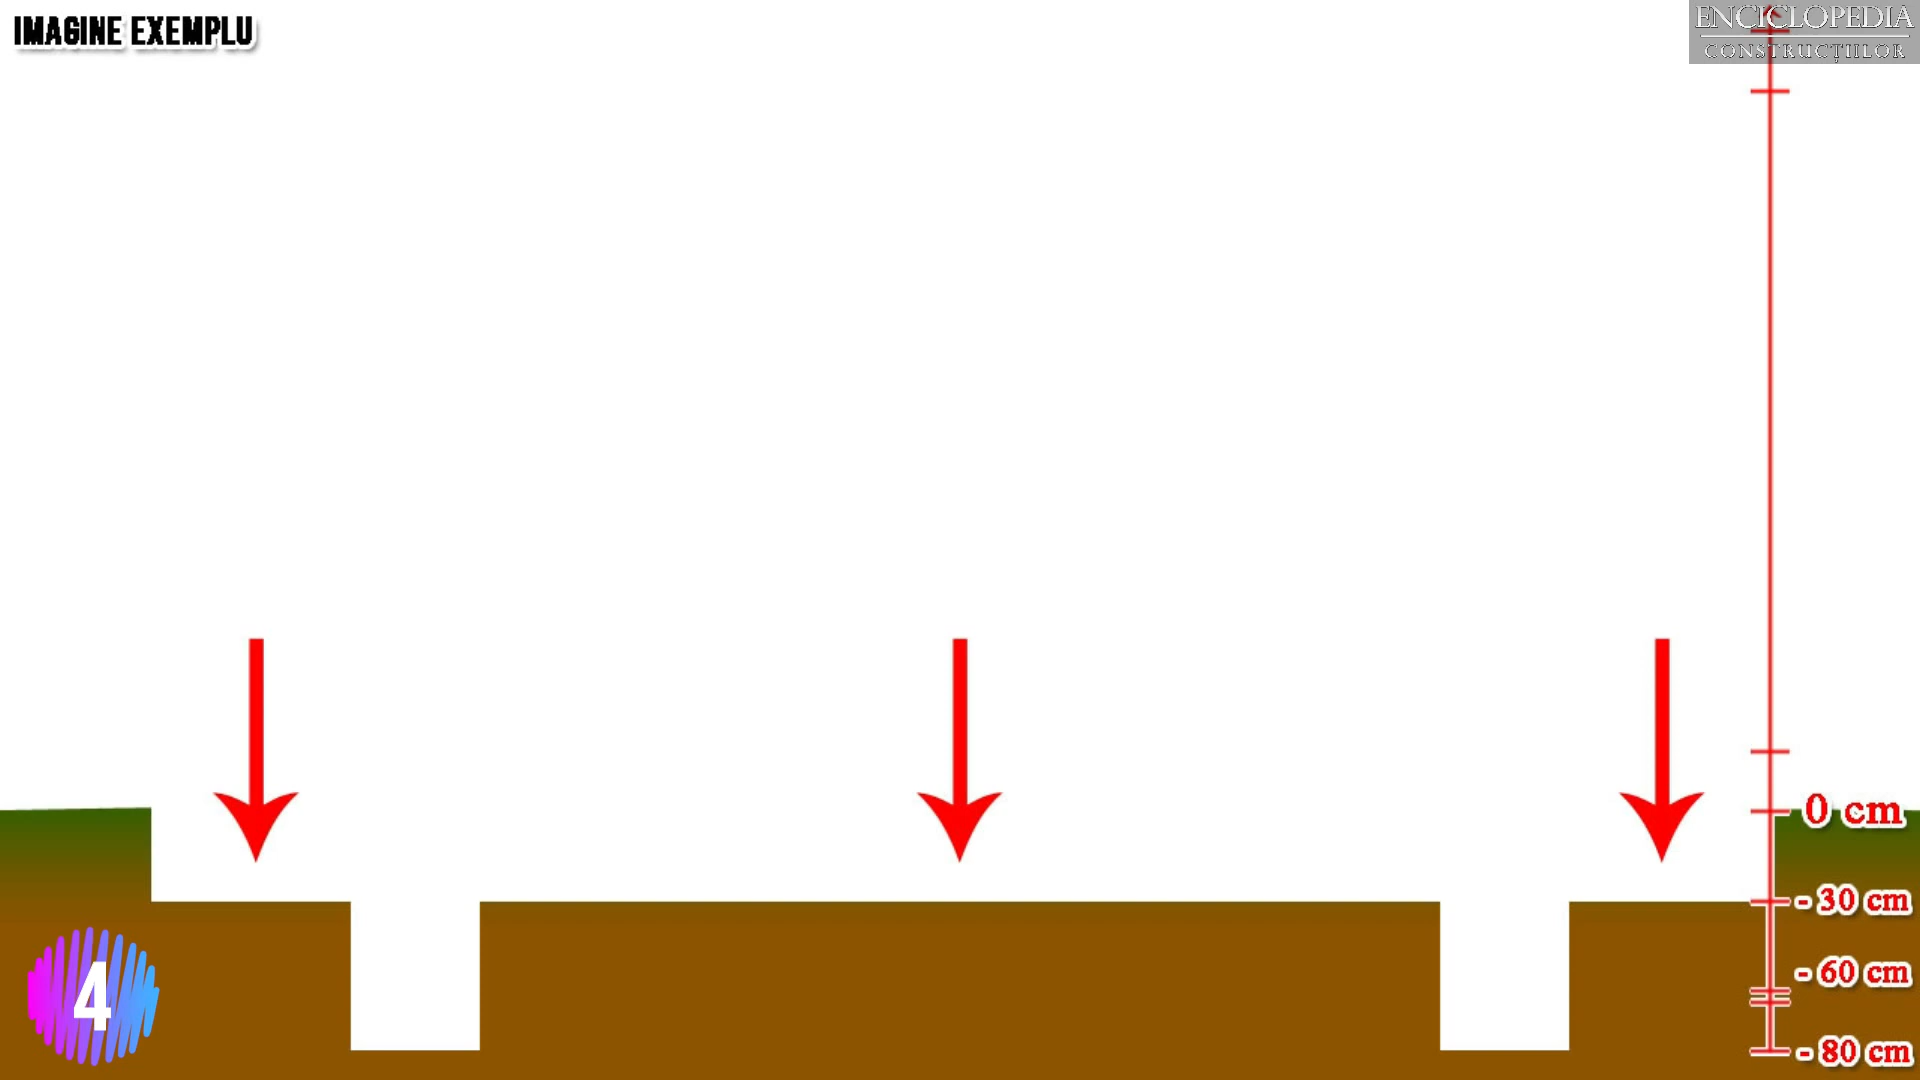 IMAGINE EXEMPLU
ENCICLOPEDIA
CONSTRUCȚIILOR
0 cm
- 30 cm
- 60 cm
- 80 cm
4